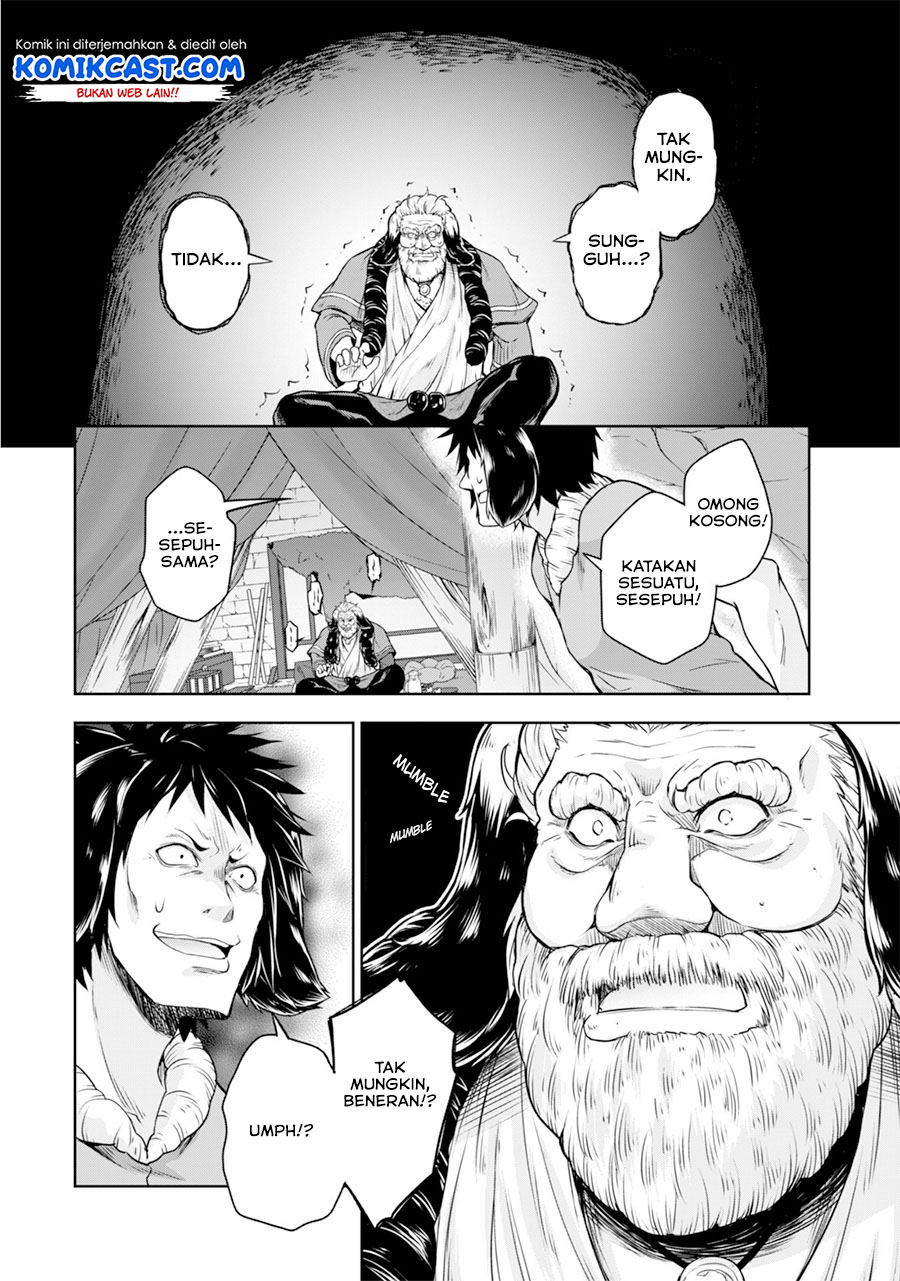 Komik ini diterjemahkan & diedit oleh
KOMIKCAST.COM
BUKAN WEB LAIN!!
TAK
MUNG-
KIN.
SUNG-
GUH...?
TIDAK...
OMONG
KOSONG!
KATAKAN
SESUATU,
SESEPUH!
...SE-
SEPUH-
SAMA?
MUMBLE
MUMBLE
TAK
MUNGKIN,
BENERAN!?
UMPH!?